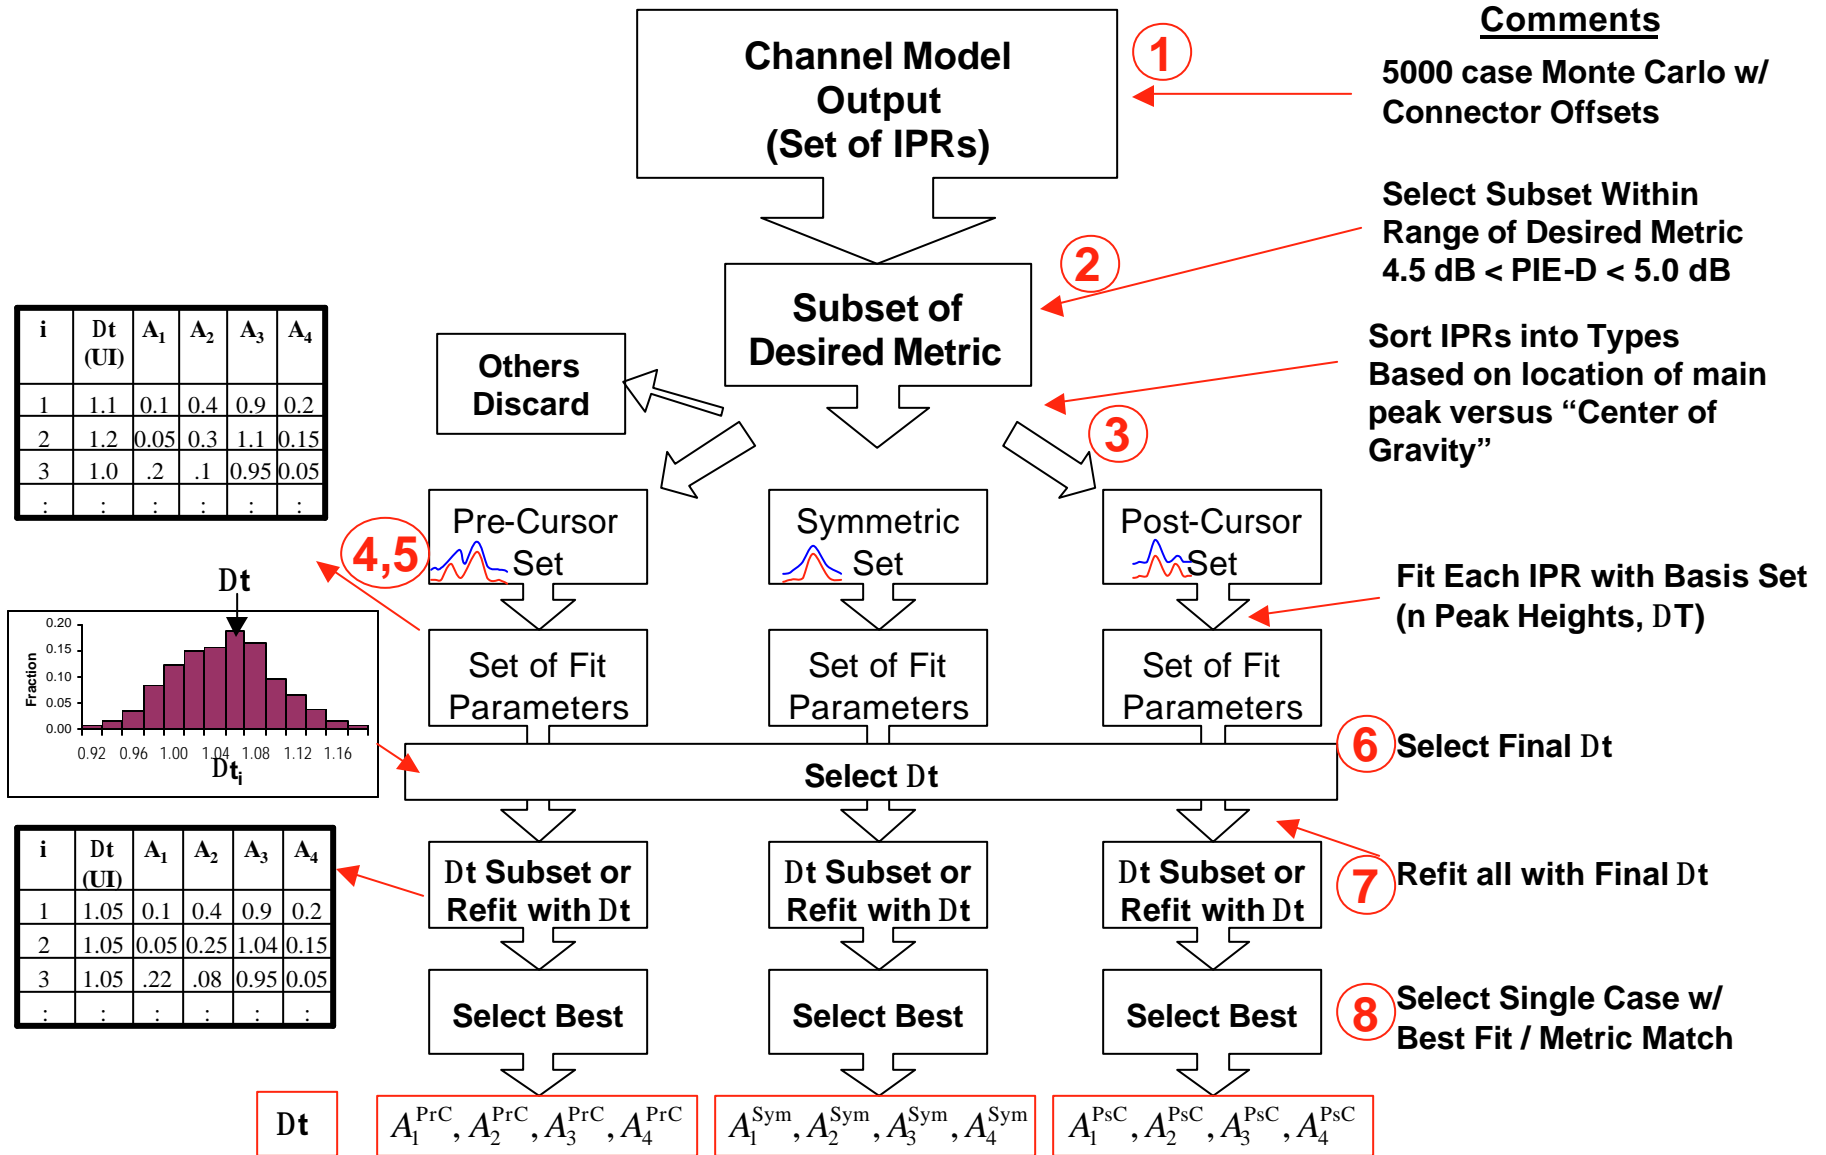 Comments
Channel Model
Output
(Set of IPRs)
1
5000 case Monte Carlo w/
Connector Offsets
Select Subset Within
Range of Desired Metric
4.5 dB < PIE-D < 5.0 dB
2
Subset of
Desired Metric
Others
Discard
Sort IPRs into Types
Based on location of main
peak versus “Center of
Gravity”
3
i Dt (UI) A1 A2 A3 A4
1 1.1 0.1 0.4 0.9 0.2
2 1.2 0.05 0.3 1.1 0.15
3 1.0 .2 .1 0.95 0.05
: : : : : :
4,5
Pre-Cursor
Set
Symmetric
Set
Post-Cursor
Set
Fit Each IPR with Basis Set
(n Peak Heights, DT)
Dt
Fraction
0.20
0.15
0.10
0.05
0.00
0.92 0.96 1.00 1.04 1.08 1.12 1.16
Dti
Set of Fit
Parameters
Set of Fit
Parameters
Set of Fit
Parameters
Select Dt
6
Select Final Dt
i Dt (UI) A1 A2 A3 A4
1 1.05 0.1 0.4 0.9 0.2
2 1.05 0.05 0.25 1.04 0.15
3 1.05 .22 .08 0.95 0.05
: : : : : :
Dt Subset or
Refit with Dt
Dt Subset or
Refit with Dt
Dt Subset or
Refit with Dt
7
Refit all with Final Dt
Select Best
Select Best
Select Best
8
Select Single Case w/
Best Fit / Metric Match
Dt
A1PrC, A2PrC, A3PrC, A4PrC
A1Sym, A2Sym, A3Sym, A4Sym
A1PsC, A2PsC, A3PsC, A4PsC